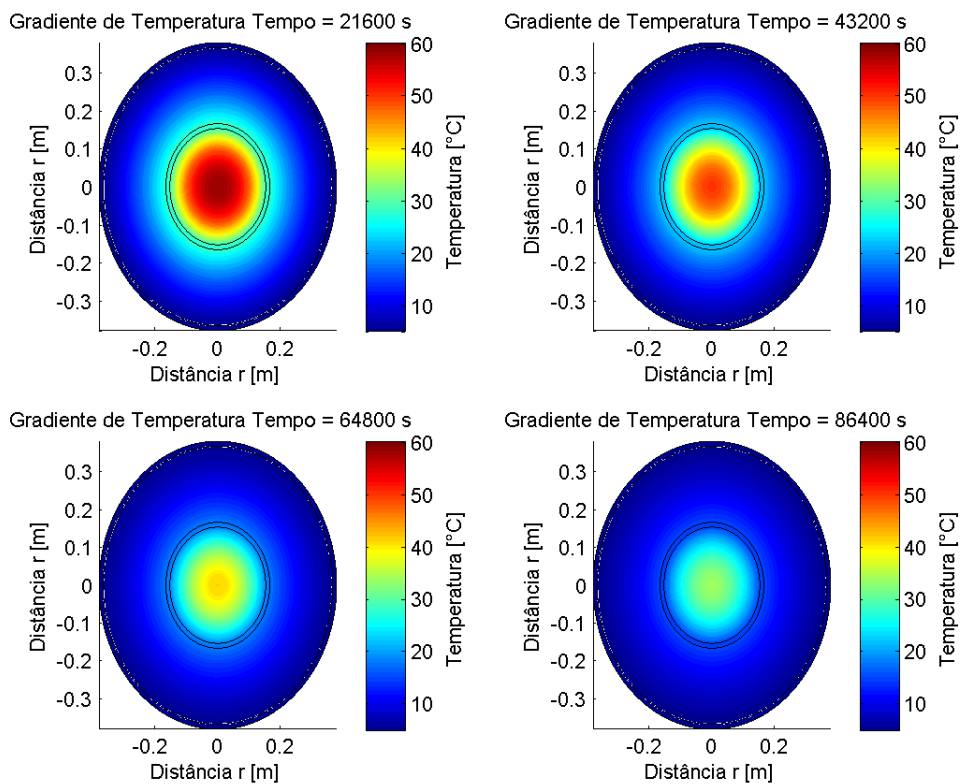 Gradiente de Temperatura Tempo = 21600 s
0.3
0.2
0.1
0
-0.1
-0.2
-0.3
Distância r [m]
-0.2 0 0.2
Distância r [m]
60
50
40
30
20
10
Temperatura [°C]
Gradiente de Temperatura Tempo = 43200 s
0.3
0.2
0.1
0
-0.1
-0.2
-0.3
Distância r [m]
-0.2 0 0.2
Distância r [m]
60
50
40
30
20
10
Temperatura [°C]
Gradiente de Temperatura Tempo = 64800 s
0.3
0.2
0.1
0
-0.1
-0.2
-0.3
Distância r [m]
-0.2 0 0.2
Distância r [m]
60
50
40
30
20
10
Temperatura [°C]
Gradiente de Temperatura Tempo = 86400 s
0.3
0.2
0.1
0
-0.1
-0.2
-0.3
Distância r [m]
-0.2 0 0.2
Distância r [m]
60
50
40
30
20
10
Temperatura [°C]